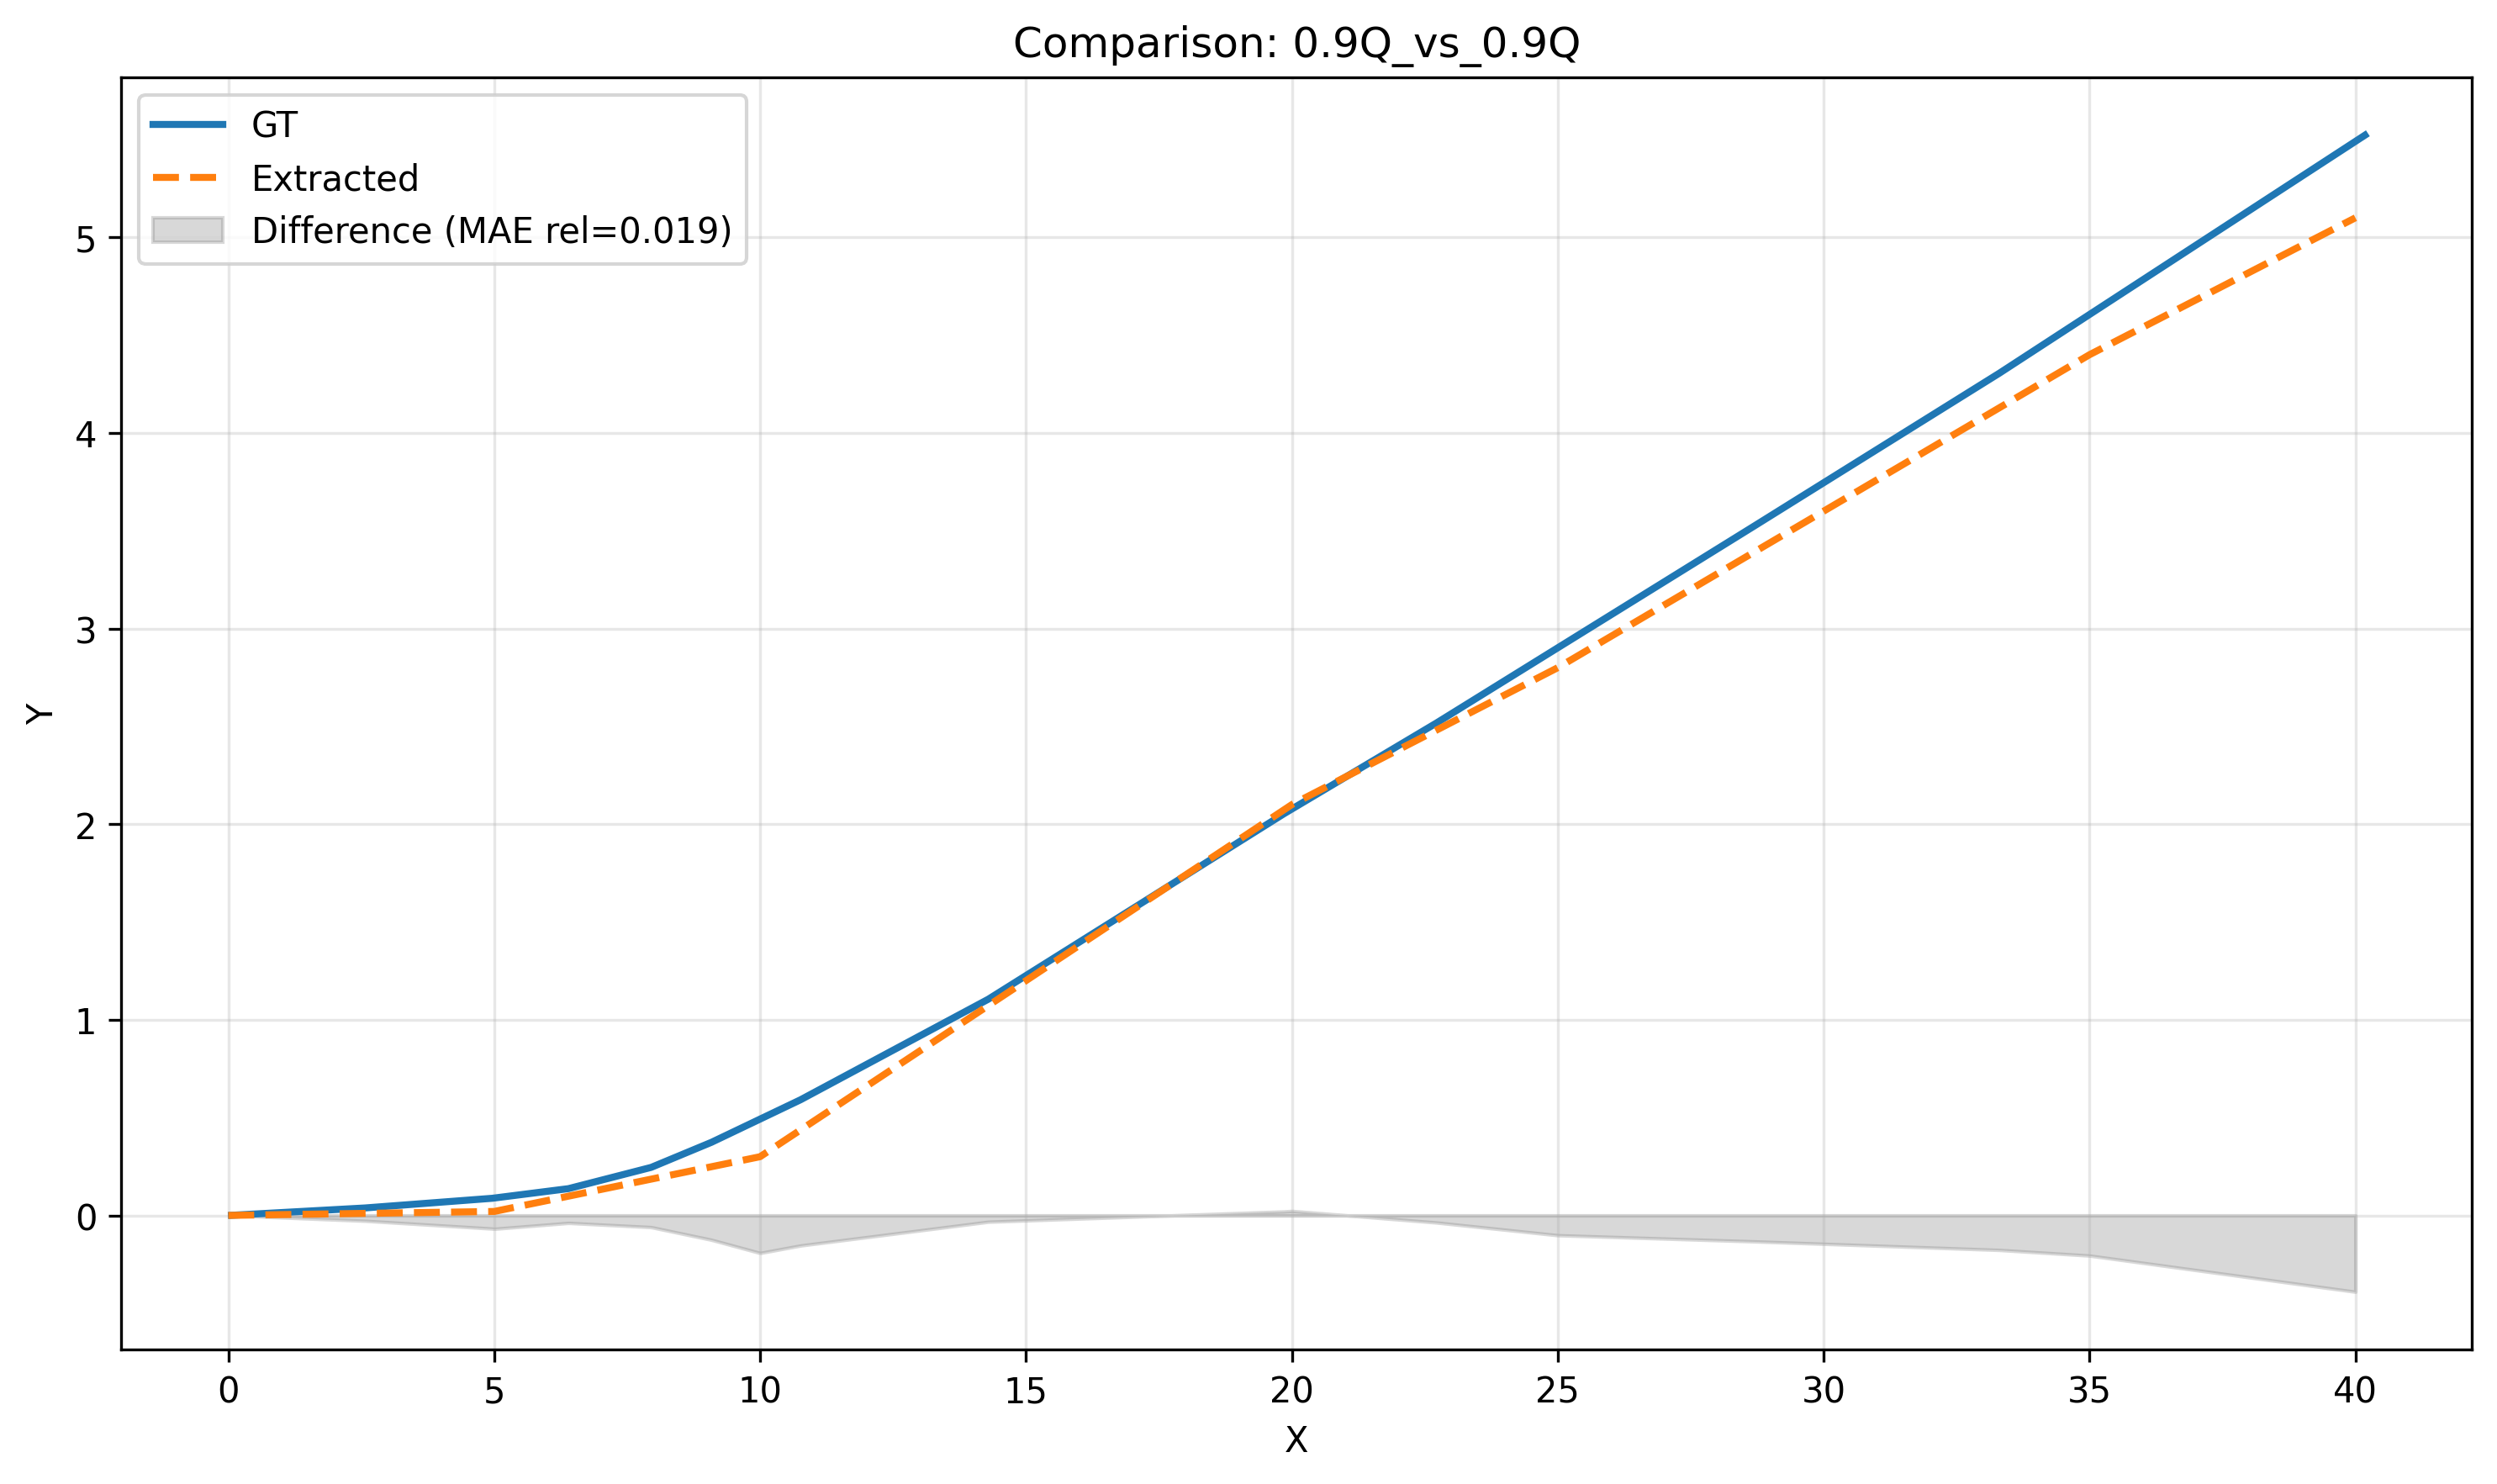 Comparison: 0.9Q_vs_0.9Q
GT
Extracted
Difference (MAE rel=0.019)
5
4
3
2
1
0
Y
0 5 10 15 20 25 30 35 40
X